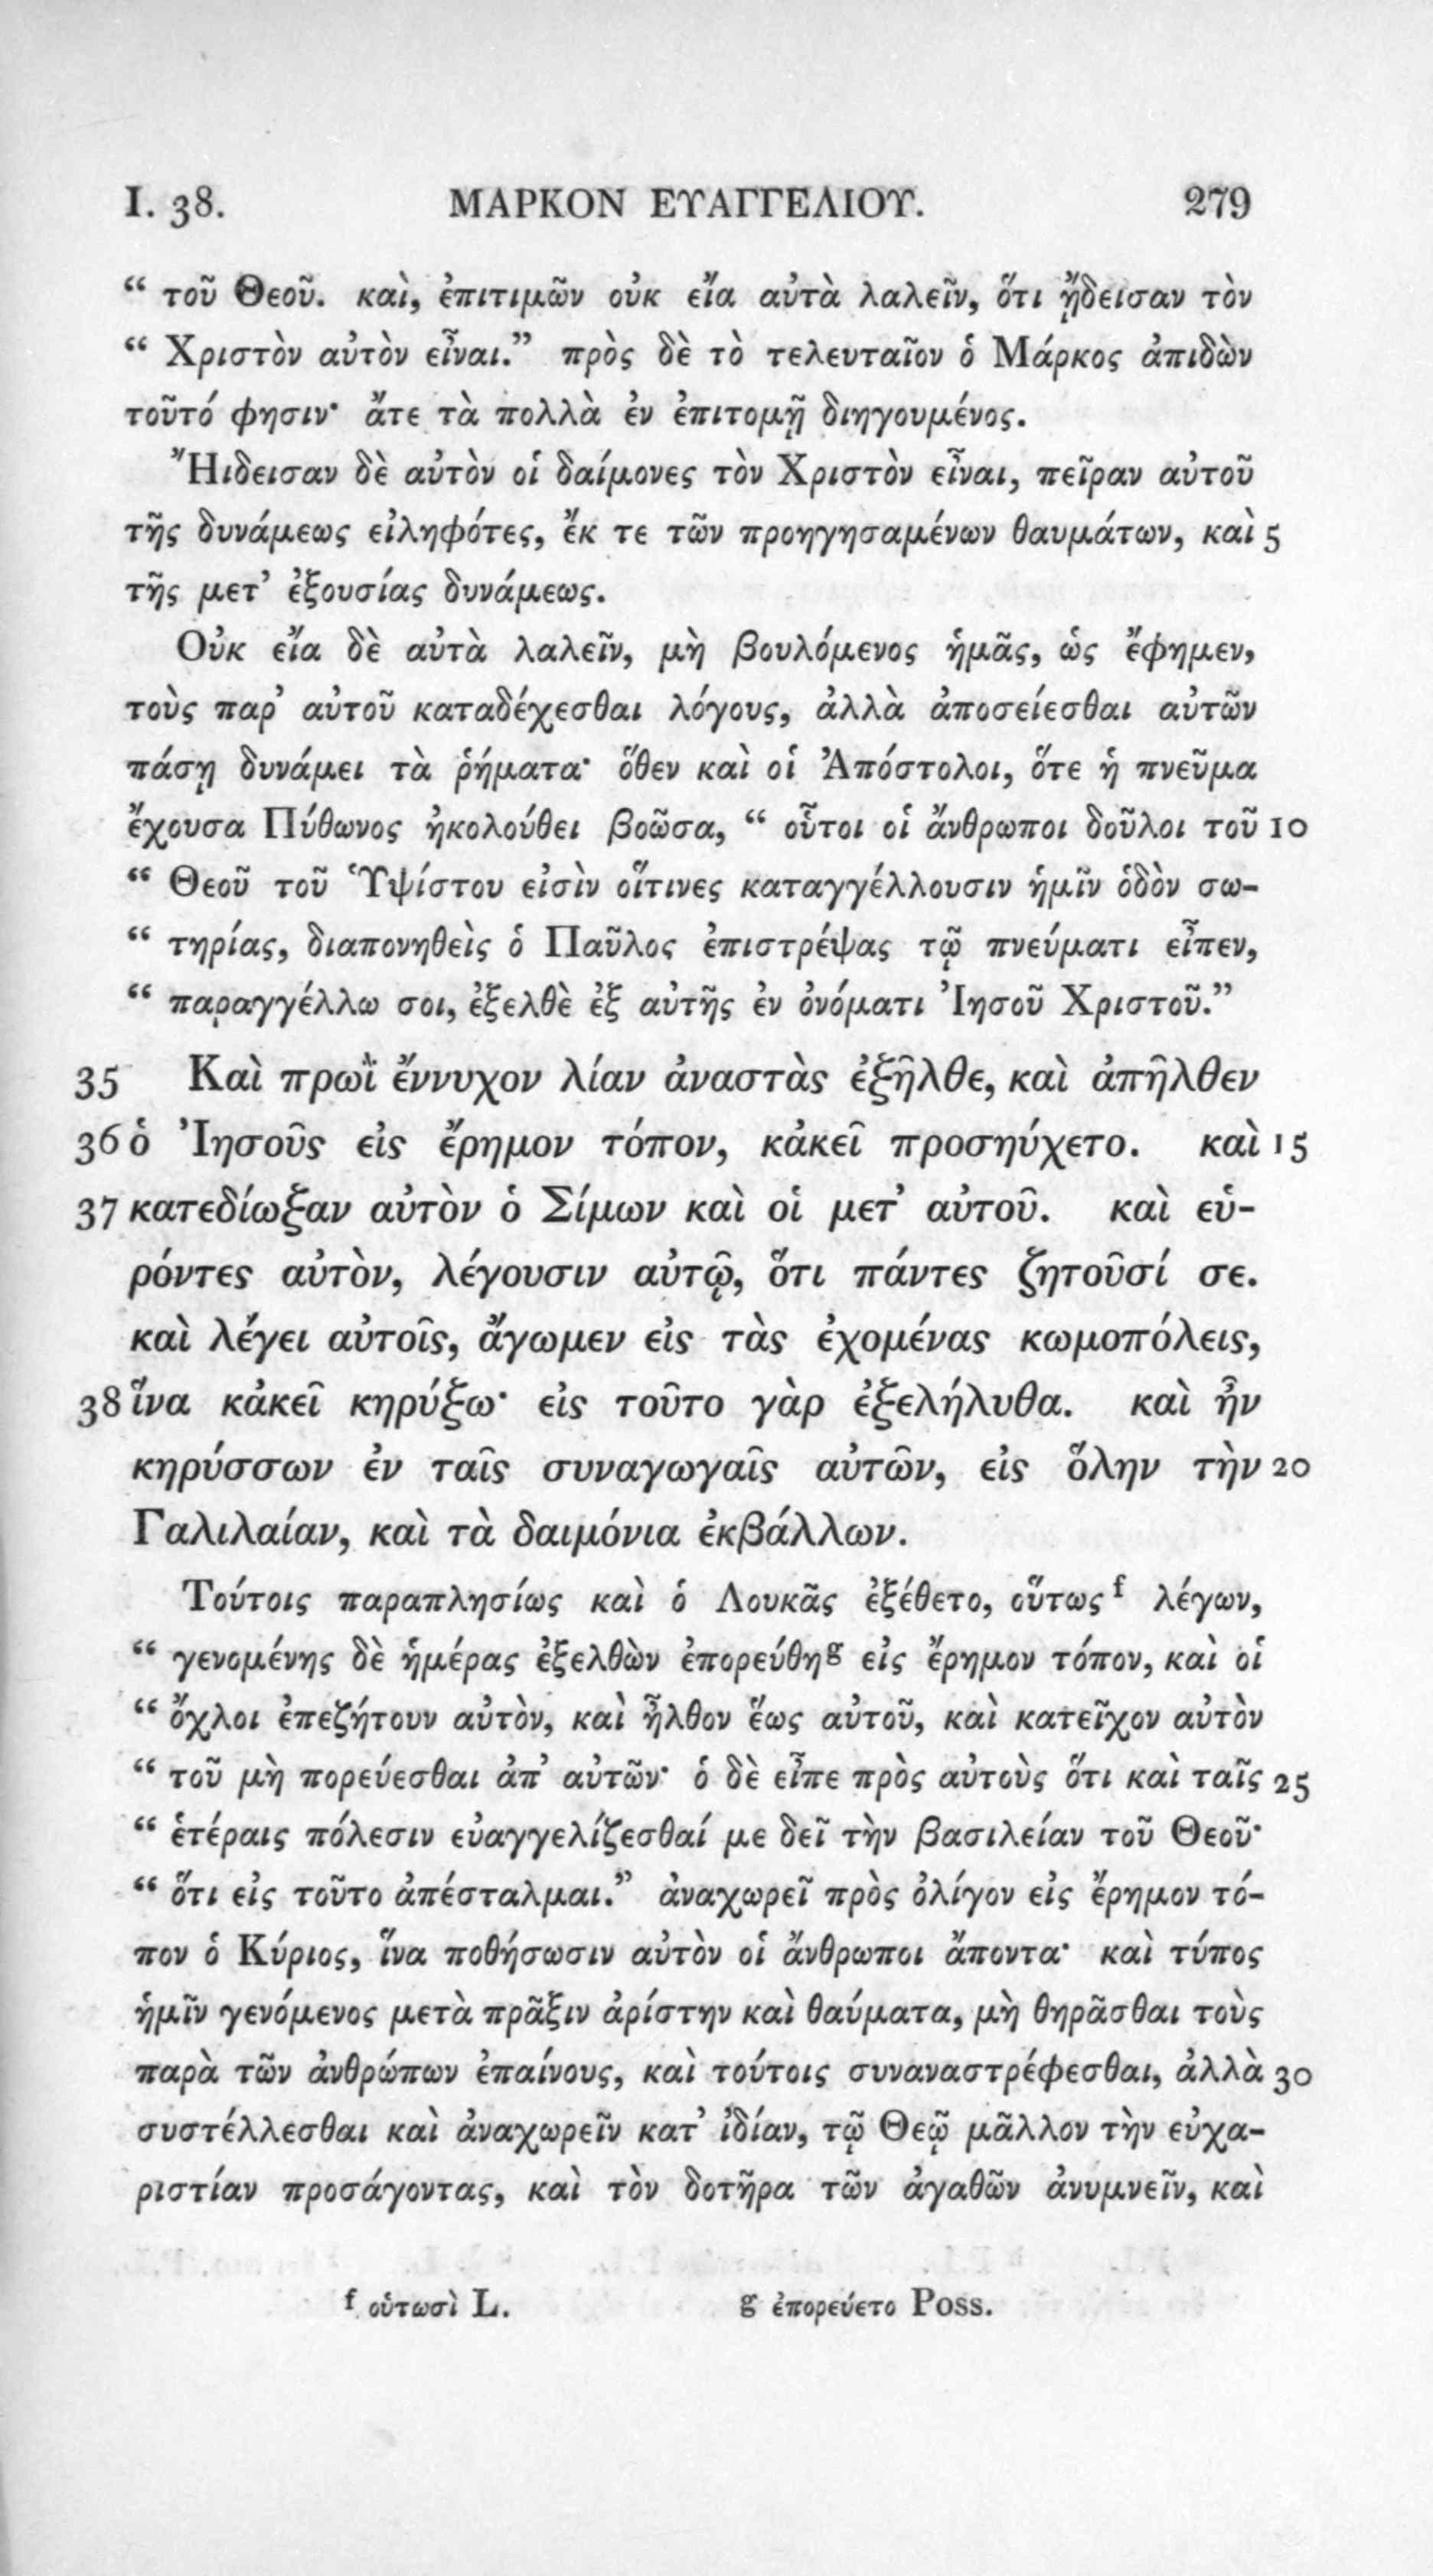 I. 38. ΜΑΡΚΟΝ ΕΥΑΓΓΕΛΙΟΥ. 279
“ τοῦ Θεοῦ. καὶ, ἐπιτιμῶν οὐκ εἴα αὐτὰ λαλεῖν, ὅτι ᾔδεισαν τὸν
“ Χριστὸν αὐτὸν εἶναι.” πρὸς δὲ τὸ τελευταῖον ὁ Μάρκος ἀπιδὼν
τοῦτό φησιν· ἅτε τὰ πολλὰ ἐν ἐπιτομῇ διηγουμένος.
Ἤιδεισαν δὲ αὐτὸν οἱ δαίμονες τὸν Χριστὸν εἶναι, πεῖραν αὐτοῦ
τῆς δυνάμεως εἰληφότες, ἔκ τε τῶν προηγησαμένων θαυμάτων, καὶ 5
τῆς μετ’ ἐξουσίας δυνάμεως.
Οὐκ εἴα δὲ αὐτὰ λαλεῖν, μὴ βουλόμενος ἡμᾶς, ὡς ἔφημεν,
τοὺς παρ’ αὐτοῦ καταδέχεσθαι λόγους, ἀλλὰ ἀποσείεσθαι αὐτῶν
πάσῃ δυνάμει τὰ ῥήματα· ὅθεν καὶ οἱ Ἀπόστολοι, ὅτε ἡ πνεῦμα
ἔχουσα Πύθωνος ἠκολούθει βοῶσα, “ οὗτοι οἱ ἄνθρωποι δοῦλοι τοῦ 10
“ Θεοῦ τοῦ Ὑψίστου εἰσὶν οἵτινες καταγγέλλουσιν ἡμῖν ὁδὸν σω-
“ τηρίας, διαπονηθεὶς ὁ Παῦλος ἐπιστρέψας τῷ πνεύματι εἶπεν,
“ παραγγέλλω σοι, ἐξελθὲ ἐξ αὐτῆς ἐν ὀνόματι Ἰησοῦ Χριστοῦ.”
35 Καὶ πρωῒ ἔννυχον λίαν ἀναστὰς ἐξῆλθε, καὶ ἀπῆλθεν
36 ὁ Ἰησοῦς εἰς ἔρημον τόπον, κἀκεῖ προσηύχετο. καὶ 15
37 κατεδίωξαν αὐτὸν ὁ Σίμων καὶ οἱ μετ’ αὐτοῦ. καὶ εὑ-
ρόντες αὐτὸν, λέγουσιν αὐτῷ, ὅτι πάντες ζητοῦσί σε.
καὶ λέγει αὐτοῖς, ἄγωμεν εἰς τὰς ἐχομένας κωμοπόλεις,
38 ἵνα κἀκεῖ κηρύξω· εἰς τοῦτο γὰρ ἐξελήλυθα. καὶ ἦν
κηρύσσων ἐν ταῖς συναγωγαῖς αὐτῶν, εἰς ὅλην τὴν 20
Γαλιλαίαν, καὶ τὰ δαιμόνια ἐκβάλλων.
Τούτοις παραπλησίως καὶ ὁ Λουκᾶς ἐξέθετο, οὕτως f λέγων,
“ γενομένης δὲ ἡμέρας ἐξελθὼν ἐπορεύθη g εἰς ἔρημον τόπον, καὶ οἱ
“ ὄχλοι ἐπεζήτουν αὐτὸν, καὶ ἦλθον ἕως αὐτοῦ, καὶ κατεῖχον αὐτὸν
“ τοῦ μὴ πορεύεσθαι ἀπ’ αὐτῶν· ὁ δὲ εἶπε πρὸς αὐτοὺς ὅτι καὶ ταῖς 25
“ ἑτέραις πόλεσιν εὐαγγελίζεσθαί με δεῖ τὴν βασιλείαν τοῦ Θεοῦ·
“ ὅτι εἰς τοῦτο ἀπέσταλμαι.” ἀναχωρεῖ πρὸς ὀλίγον εἰς ἔρημον τό-
πον ὁ Κύριος, ἵνα ποθήσωσιν αὐτὸν οἱ ἄνθρωποι ἄποντα· καὶ τύπος
ἡμῖν γενόμενος μετὰ πρᾶξιν ἀρίστην καὶ θαύματα, μὴ θηρᾶσθαι τοὺς
παρὰ τῶν ἀνθρώπων ἐπαίνους, καὶ τούτοις συναναστρέφεσθαι, ἀλλὰ 30
συστέλλεσθαι καὶ ἀναχωρεῖν κατ’ ἰδίαν, τῷ Θεῷ μᾶλλον τὴν εὐχα-
ριστίαν προσάγοντας, καὶ τὸν δοτῆρα τῶν ἀγαθῶν ἀνυμνεῖν, καὶ
f οὑτωσὶ L. g ἐπορεύετο Poss.